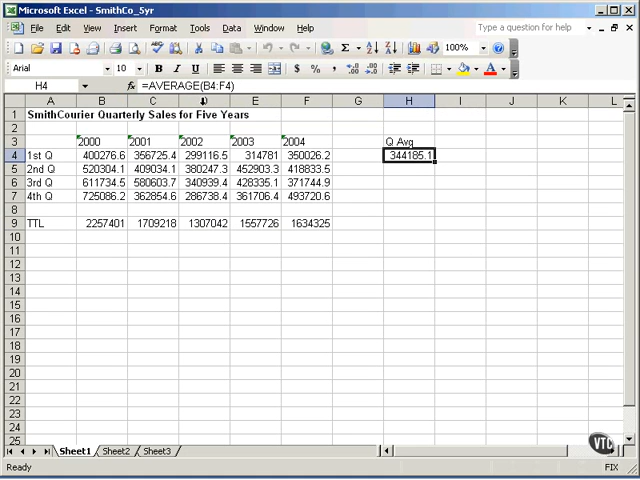 Microsoft Excel - SmithCo_5yr
File Edit View Insert Format Tools Data Window Help Type a question for help
100%
Arial 10 B I U $ % ,
H4 fx =AVERAGE(B4:F4)
A B C D E F G H I J K L
1 SmithCourier Quarterly Sales for Five Years
2
3 2000 2001 2002 2003 2004 Q Avg
4 1st Q 400276.6 356725.4 299116.5 314781 350026.2 344185.1
5 2nd Q 520304.1 409034.1 380247.3 452903.3 418833.5
6 3rd Q 611734.5 580603.7 340939.4 428335.1 371744.9
7 4th Q 725086.2 362854.6 286738.4 361706.4 493720.6
8
9 TTL 2257401 1709218 1307042 1557726 1634325
10
11
12
13
14
15
16
17
18
19
20
21
22
23
24
25
Sheet1 Sheet2 Sheet3
VTC
Ready FIX